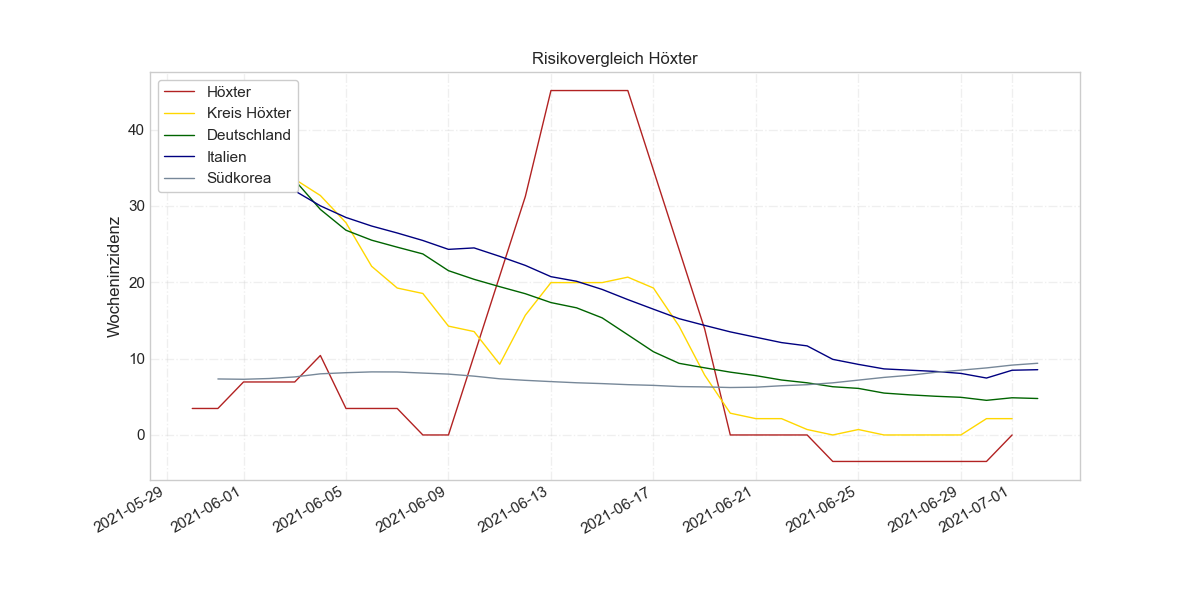 Risikovergleich Höxter
Höxter
Kreis Höxter
Deutschland
Italien
Südkorea
Wocheninzidenz
40
30
20
10
0
2021-05-29
2021-06-01
2021-06-05
2021-06-09
2021-06-13
2021-06-17
2021-06-21
2021-06-25
2021-06-29
2021-07-01